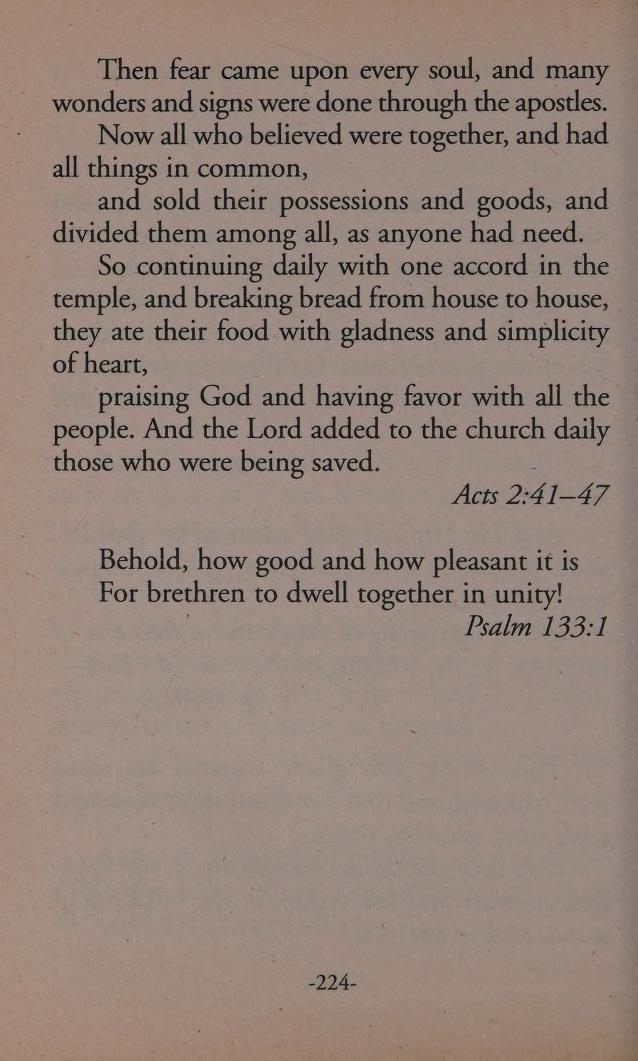 Then fear came upon every soul, and many
wonders and signs were done through the apostles.
Now all who believed were together, and had
all things in common,
and sold their possessions and goods, and
divided them among all, as anyone had need.
So continuing daily with one accord in the
temple, and breaking bread from house to house,
they ate their food with gladness and simplicity
of heart,
praising God and having favor with all the
people. And the Lord added to the church daily
those who were being saved.
Acts 2:41–47
Behold, how good and how pleasant it is
For brethren to dwell together in unity!
Psalm 133:1
-224-